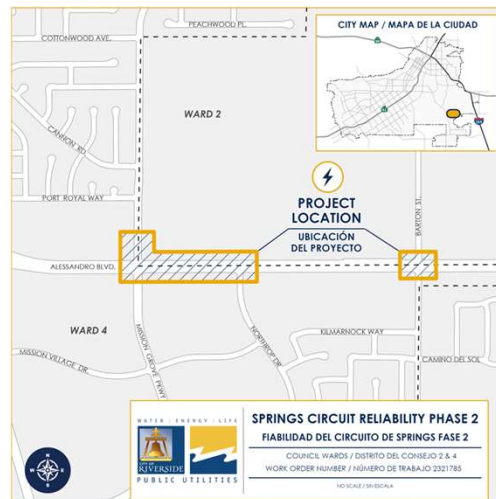 PEACHWOOD PL.
COTTONWOOD AVE.
CITY MAP / MAPA DE LA CIUDAD
WARD 2
CANNON RD.
PORT ROYAL WAY
PROJECT
LOCATION
UBICACIÓN
DEL PROYECTO
BARTON ST.
ALESSANDRO BLVD.
WARD 4
MISSION GROVE PKWY
NORTHROP DR.
KILMARNOCK WAY
MISSION VILLAGE DR.
CAMINO DEL SOL
WATER | ENERGY | LIFE
CITY OF
RIVERSIDE
PUBLIC UTILITIES
SPRINGS CIRCUIT RELIABILITY PHASE 2
FIABILIDAD DEL CIRCUITO DE SPRINGS FASE 2
COUNCIL WARDS / DISTRITO DEL CONSEJO 2 & 4
WORK ORDER NUMBER / NÚMERO DE TRABAJO 2321785
NO SCALE / SIN ESCALA
N
W E
S